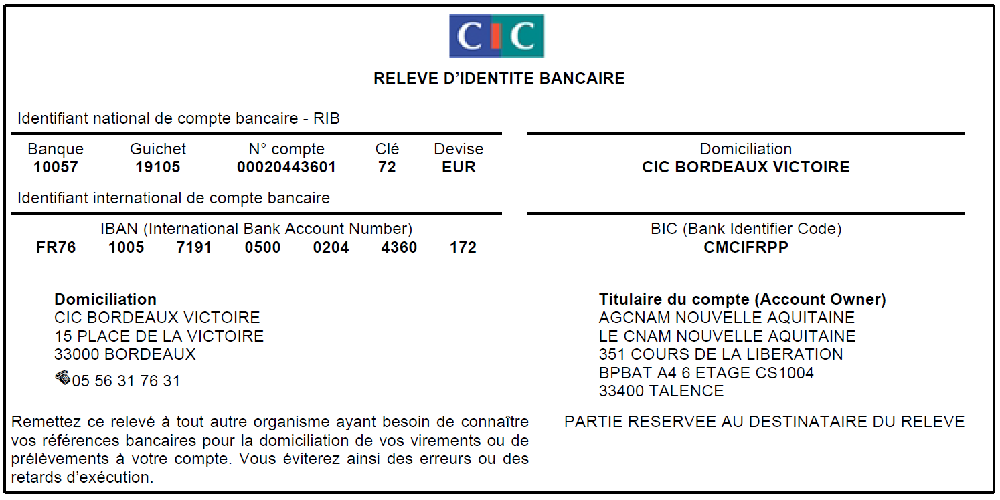 CIC
RELEVE D’IDENTITE BANCAIRE
Identifiant national de compte bancaire - RIB
Banque Guichet N° compte Clé Devise
10057 19105 00020443601 72 EUR
Domiciliation
CIC BORDEAUX VICTOIRE
Identifiant international de compte bancaire
IBAN (International Bank Account Number)
FR76 1005 7191 0500 0204 4360 172
BIC (Bank Identifier Code)
CMCIFRPP
Domiciliation
CIC BORDEAUX VICTOIRE
15 PLACE DE LA VICTOIRE
33000 BORDEAUX
05 56 31 76 31
Titulaire du compte (Account Owner)
AGCNAM NOUVELLE AQUITAINE
LE CNAM NOUVELLE AQUITAINE
351 COURS DE LA LIBERATION
BPBAT A4 6 ETAGE CS1004
33400 TALENCE
Remettez ce relevé à tout autre organisme ayant besoin de connaître
vos références bancaires pour la domiciliation de vos virements ou de
prélèvements à votre compte. Vous éviterez ainsi des erreurs ou des
retards d’exécution.
PARTIE RESERVEE AU DESTINATAIRE DU RELEVE